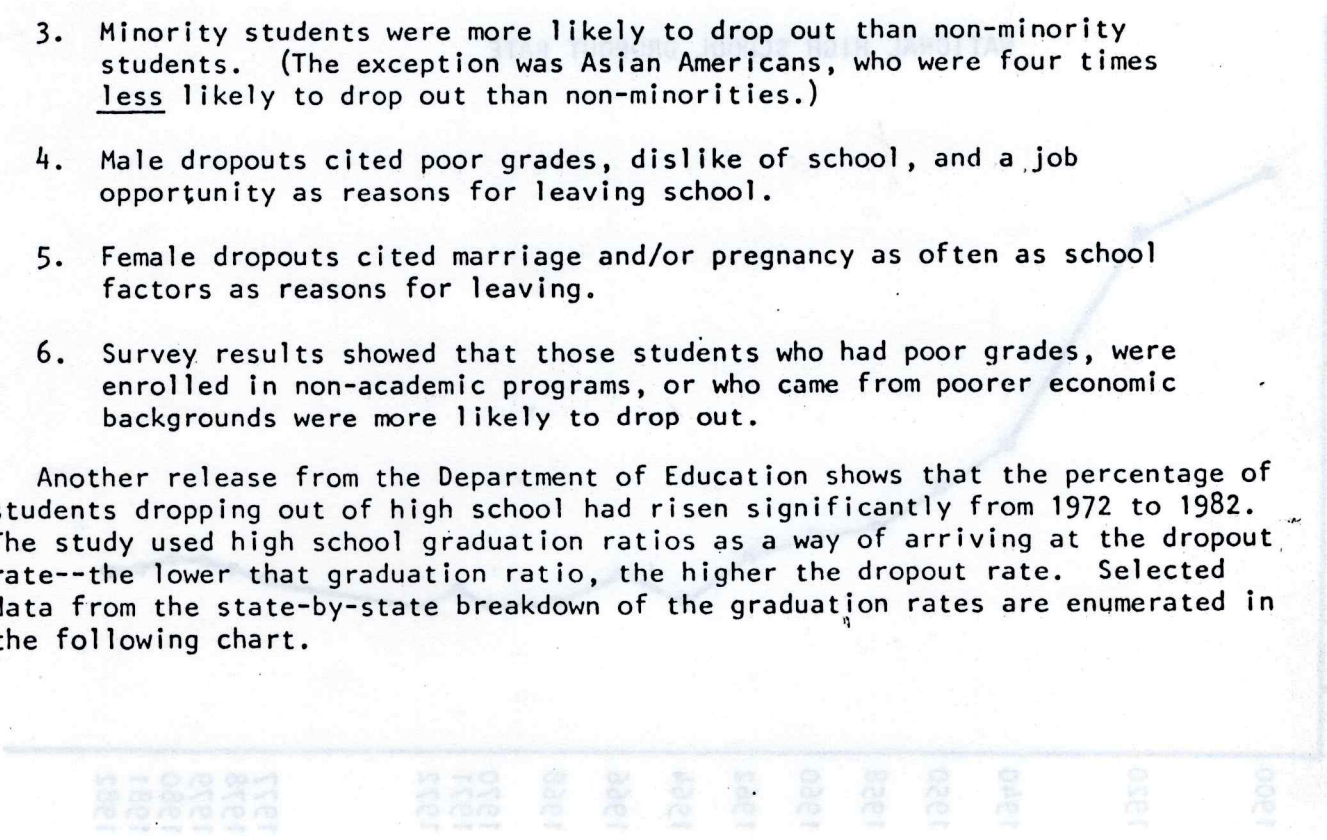 3. Minority students were more likely to drop out than non-minority
students. (The exception was Asian Americans, who were four times
less likely to drop out than non-minorities.)
4. Male dropouts cited poor grades, dislike of school, and a job
opportunity as reasons for leaving school.
5. Female dropouts cited marriage and/or pregnancy as often as school
factors as reasons for leaving.
6. Survey results showed that those students who had poor grades, were
enrolled in non-academic programs, or who came from poorer economic
backgrounds were more likely to drop out.
Another release from the Department of Education shows that the percentage of
students dropping out of high school had risen significantly from 1972 to 1982.
The study used high school graduation ratios as a way of arriving at the dropout
rate--the lower that graduation ratio, the higher the dropout rate. Selected
data from the state-by-state breakdown of the graduation rates are enumerated in
the following chart.